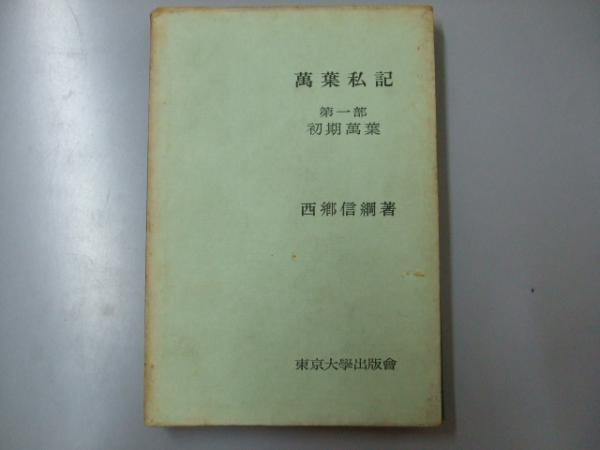 萬葉私記
第一部
初期萬葉
西鄕信綱著
東京大學出版會